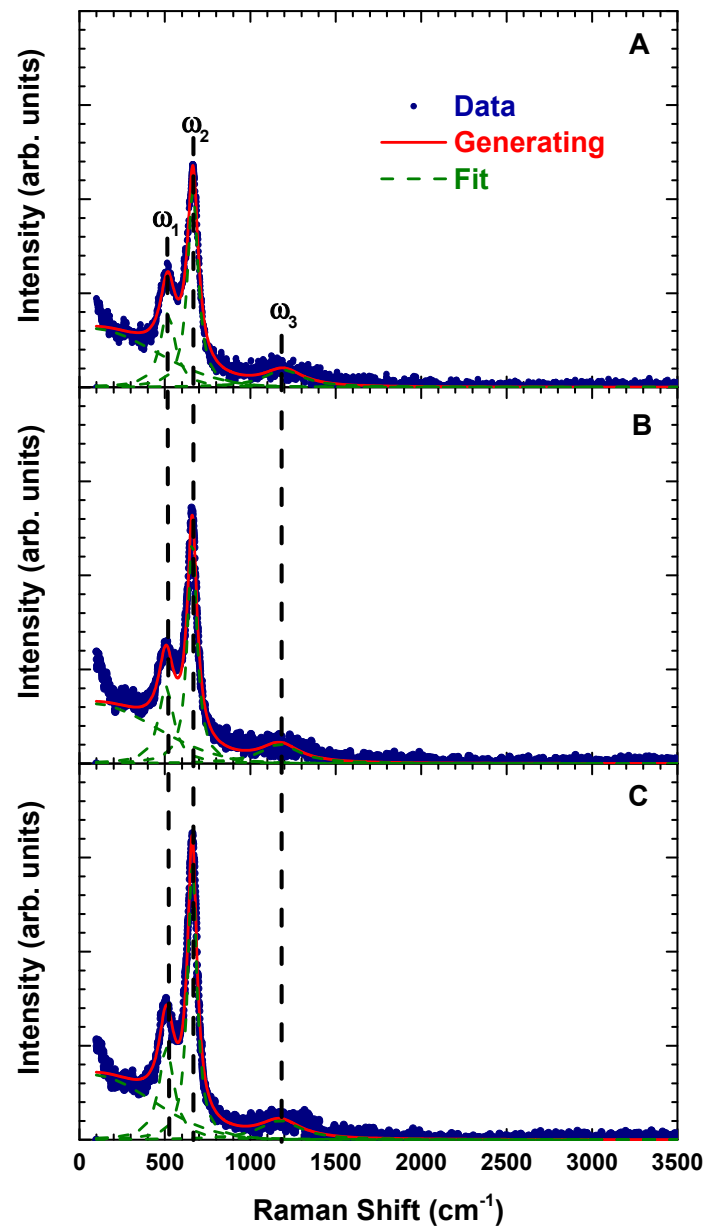 A
Data
Generating
Fit
ω2
ω1
ω3
Intensity (arb. units)
B
Intensity (arb. units)
C
Intensity (arb. units)
0 500 1000 1500 2000 2500 3000 3500
Raman Shift (cm-1)